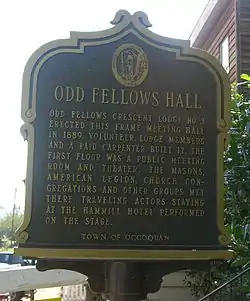 ODD FELLOWS HALL
ODD FELLOWS CRESCENT LODGE NO. 3
ERECTED THIS FRAME MEETING HALL
IN 1889. VOLUNTEER LODGE MEMBERS
AND A PAID CARPENTER BUILT IT. THE
FIRST FLOOR WAS A PUBLIC MEETING
ROOM AND THEATER. THE MASONS,
AMERICAN LEGION, CHURCH CON-
GREGATIONS AND OTHER GROUPS MET
THERE. TRAVELING ACTORS STAYING
AT THE HAMMILL HOTEL PERFORMED
ON THE STAGE.
TOWN OF OCCOQUAN